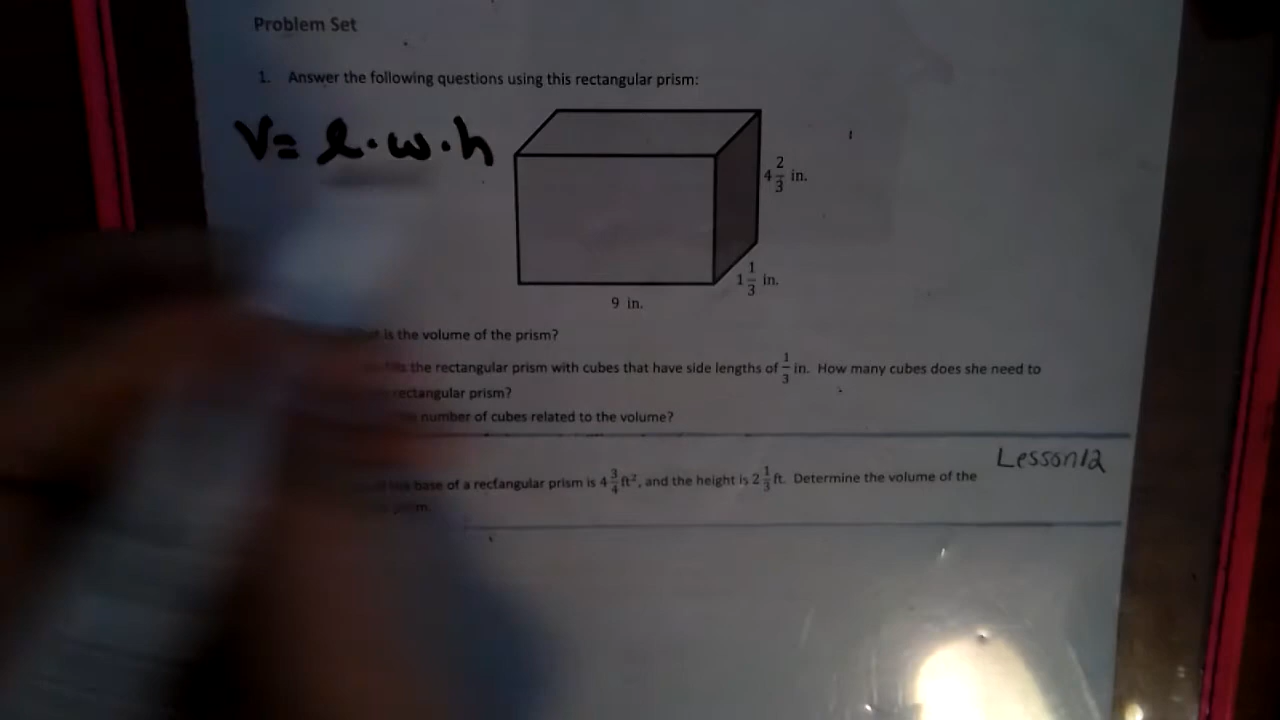 Problem Set
1. Answer the following questions using this rectangular prism:
V= l·w·h
4 2/3 in.
1 1/3 in.
9 in.
is the volume of the prism?
the rectangular prism with cubes that have side lengths of 1/3 in. How many cubes does she need to
rectangular prism?
number of cubes related to the volume?
Lesson 12
base of a rectangular prism is 4 3/4 ft², and the height is 2 1/3 ft. Determine the volume of the